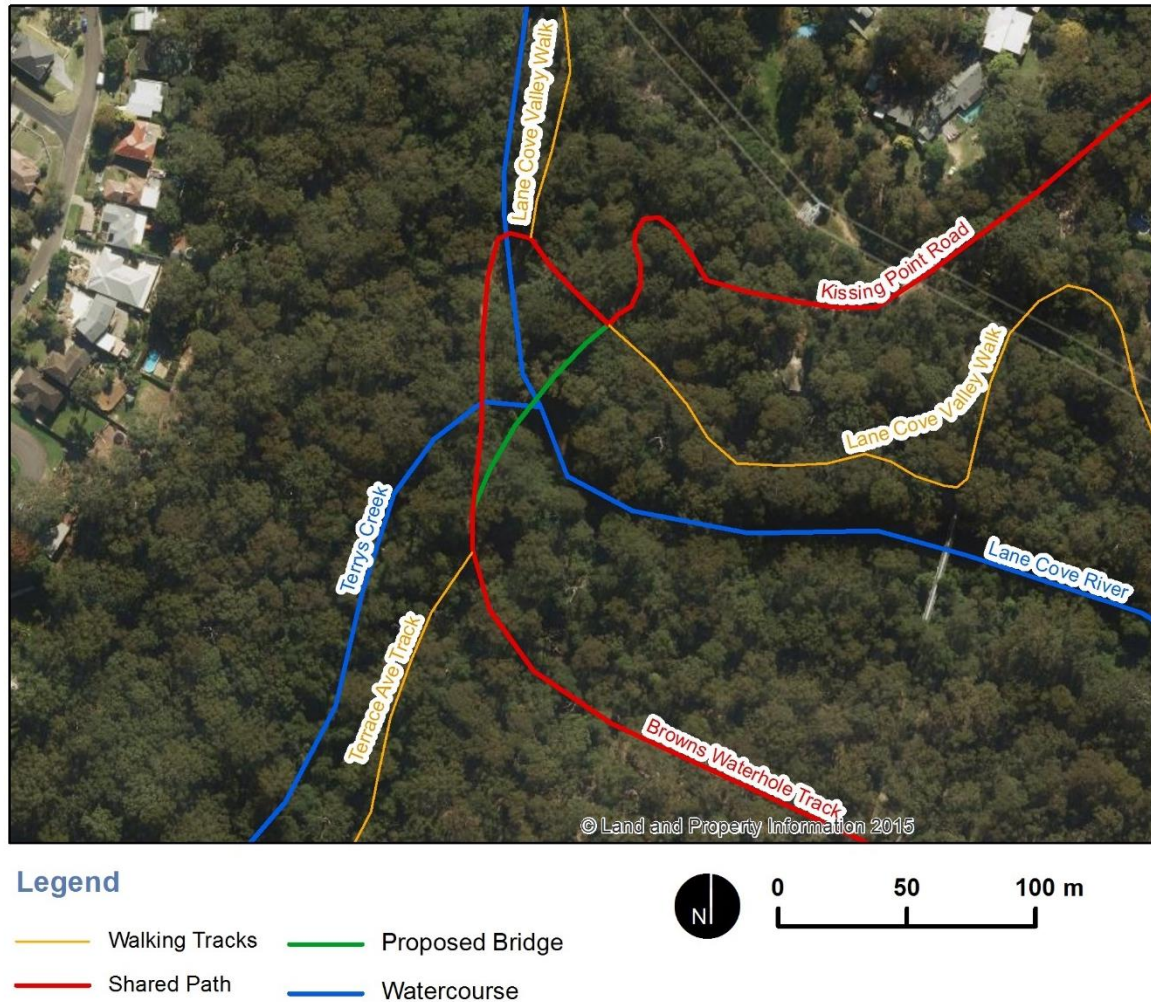 Lane Cove Valley Walk
Kissing Point Road
Lane Cove Valley Walk
Terrys Creek
Lane Cove River
Terrace Ave Track
Browns Waterhole Track
© Land and Property Information 2015
Legend
Walking Tracks
Proposed Bridge
Shared Path
Watercourse
N
0 50 100 m